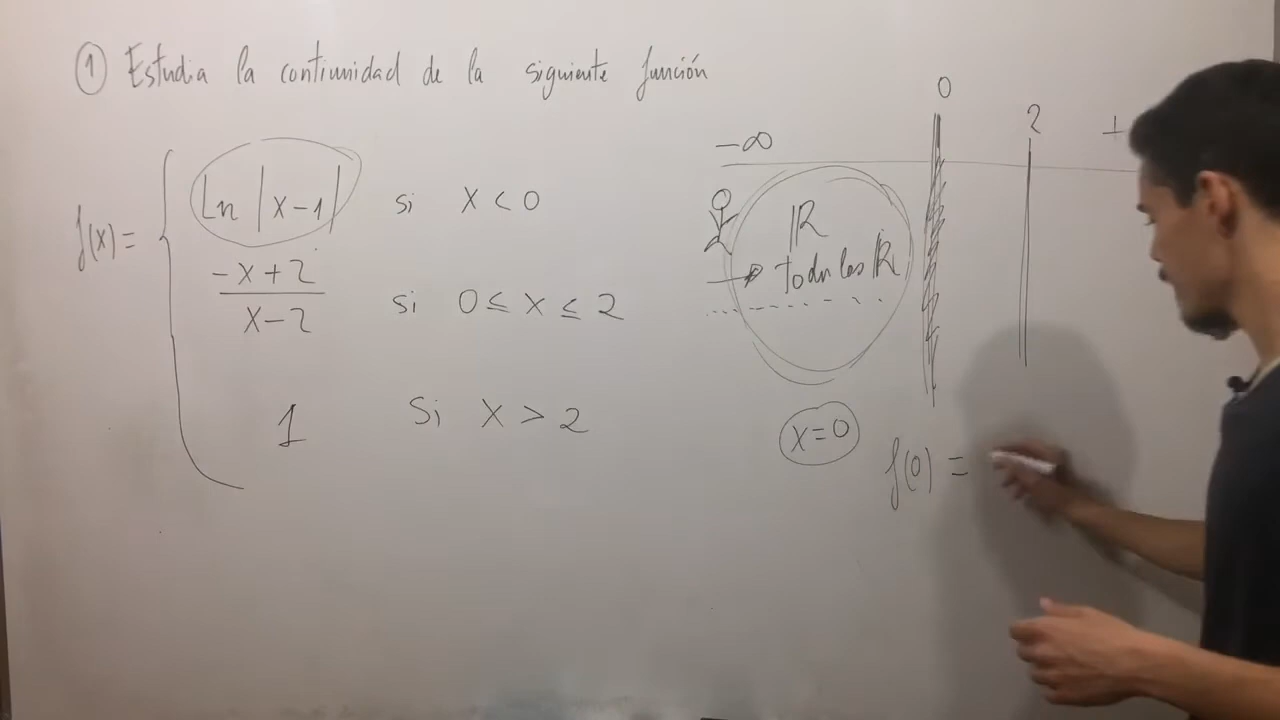 ① Estudia la contiunidad de la siguiente función
f(x) =
Ln |x-1| si x < 0
-x+2
x-2
si 0 ≤ x ≤ 2
1 si x > 2
0
2
-∞
+
ℝ
todos los ℝ
x=0
f(0) =